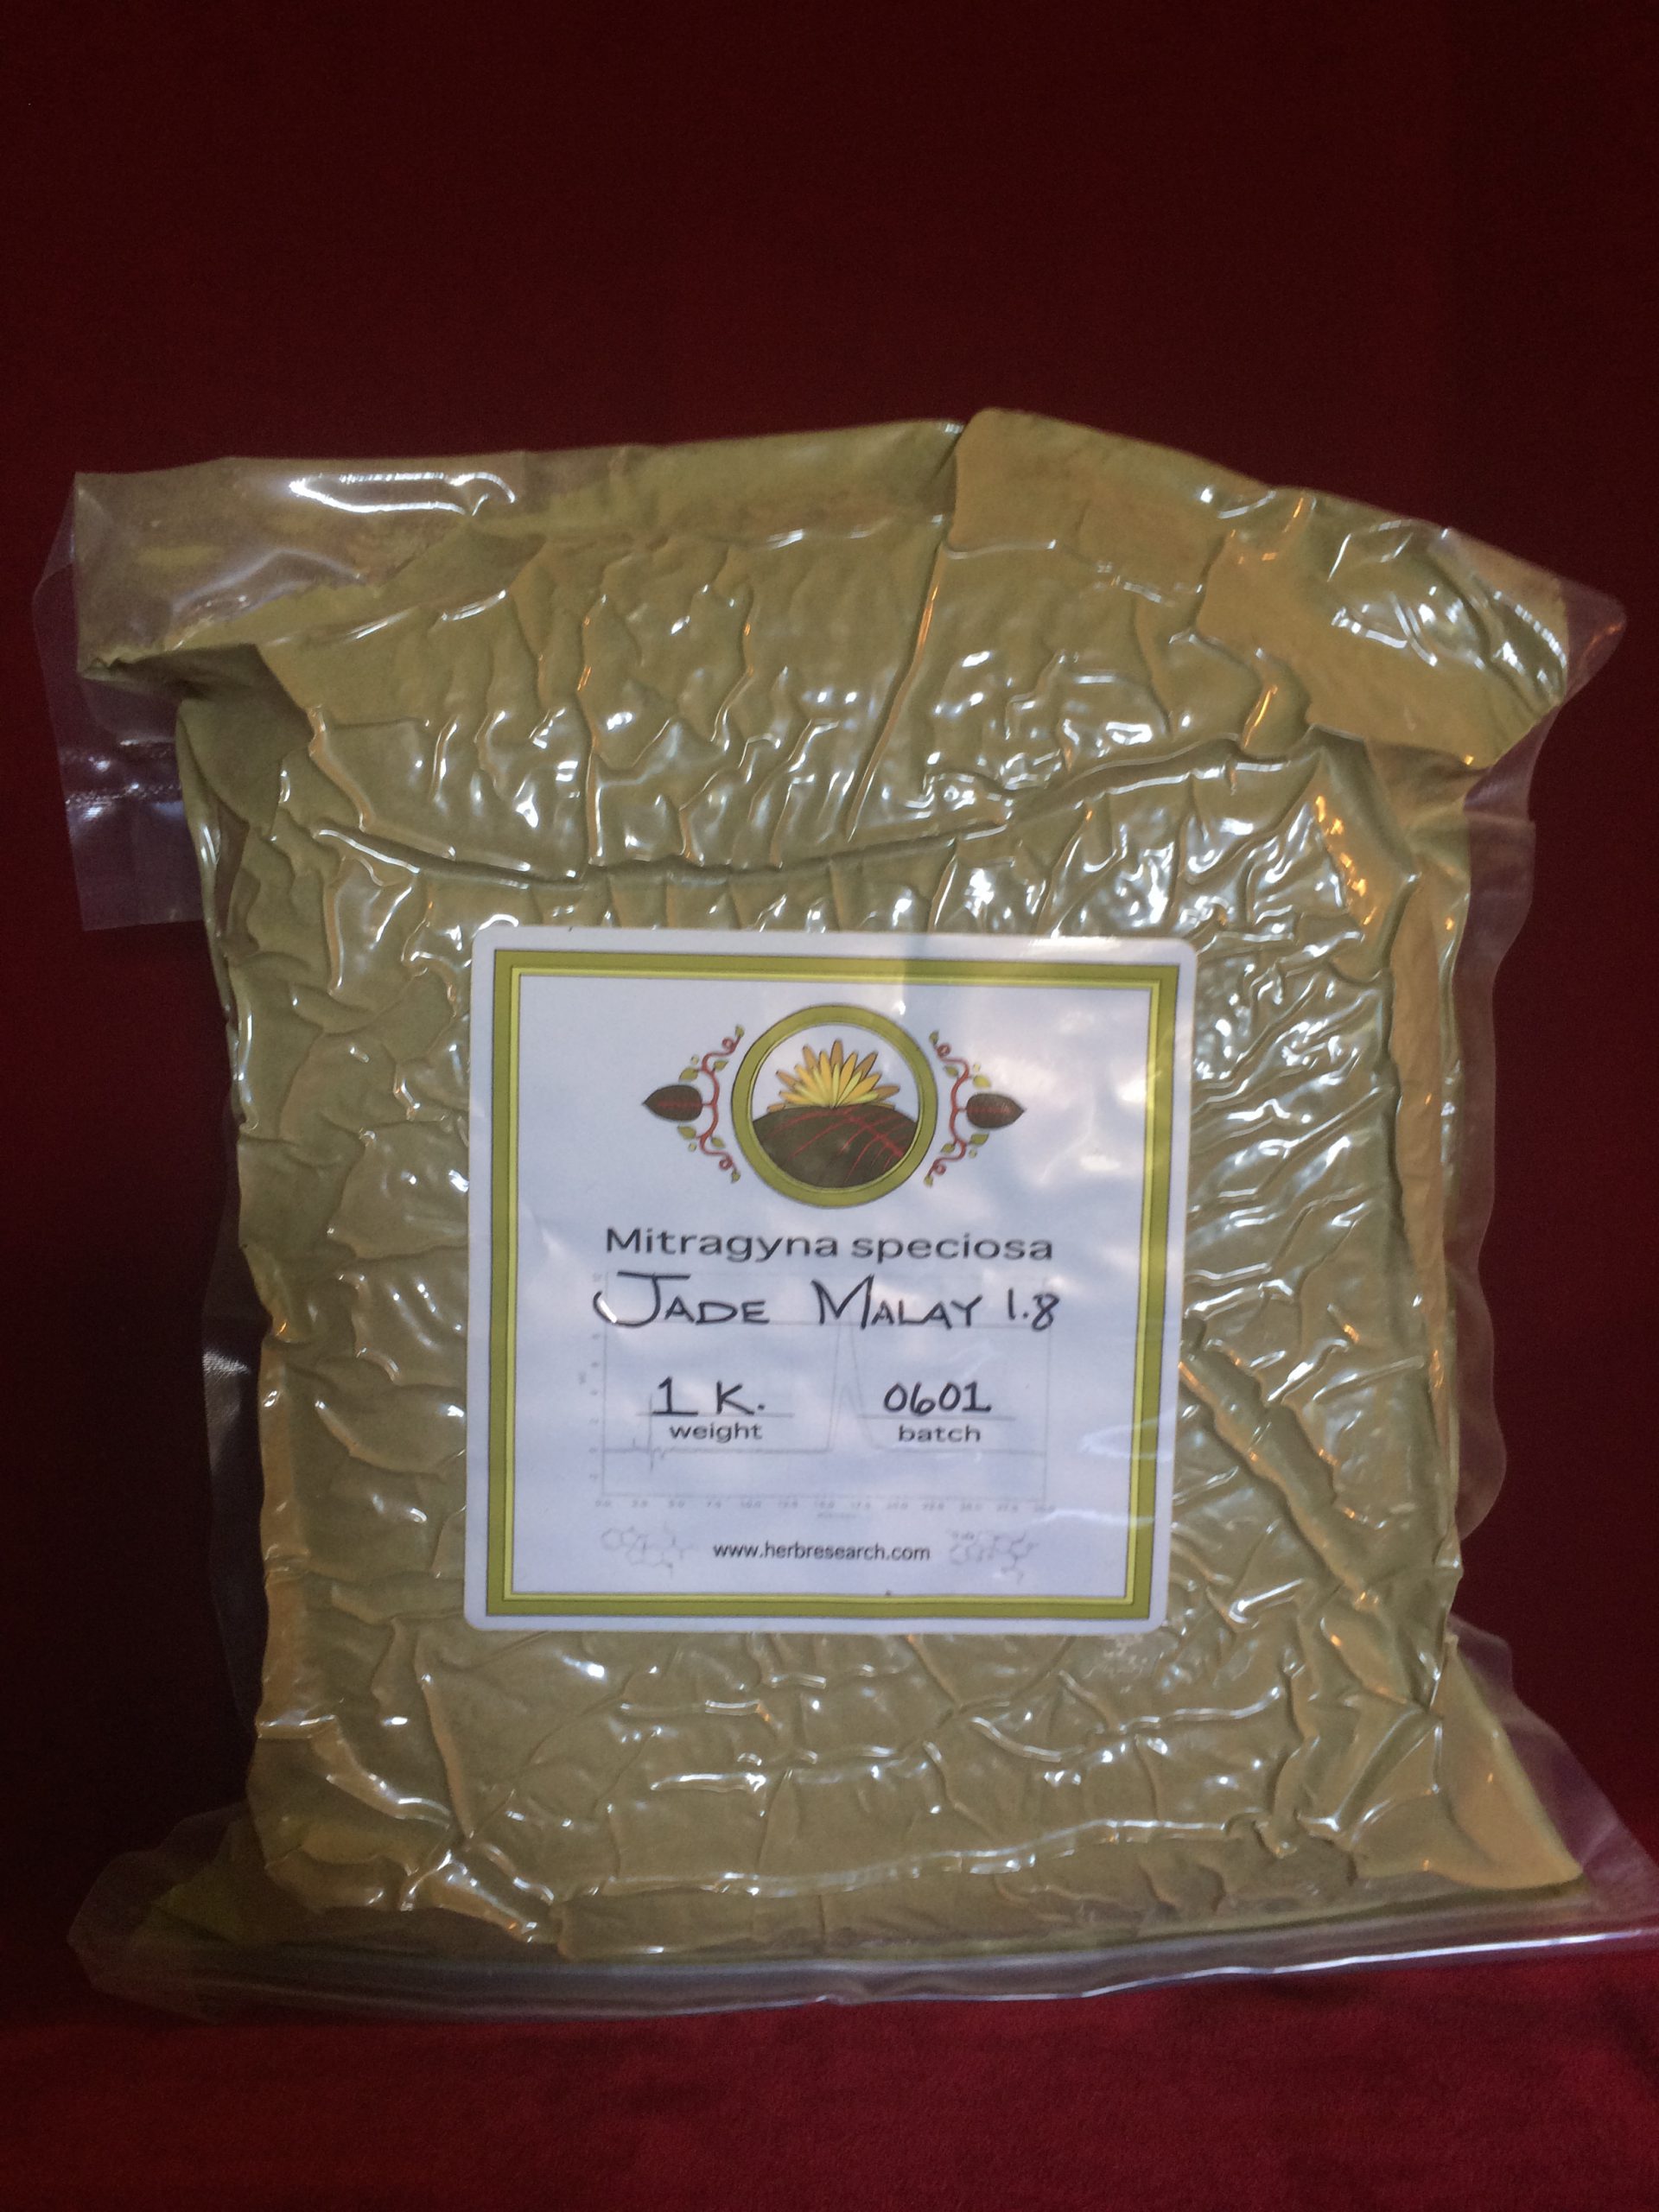 Mitragyna speciosa
JADE MALAY 1.8
1 K. 0601
weight batch
www.herbresearch.com